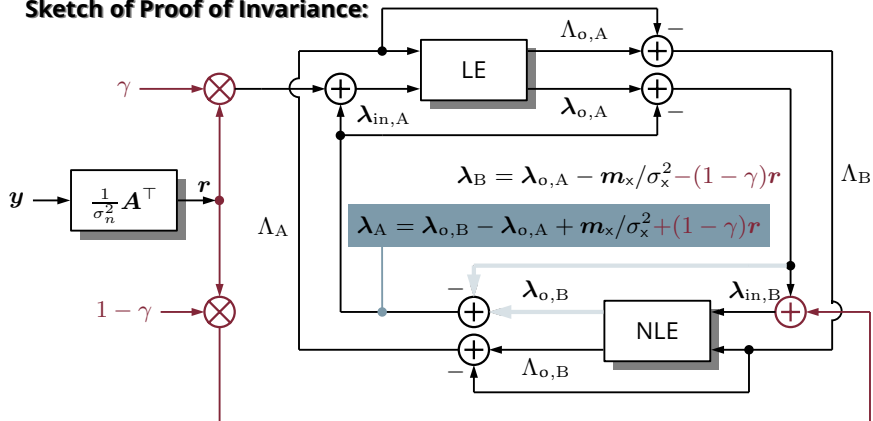 Sketch of Proof of Invariance:
Λo,A
−
LE
γ
λin,A
λo,A
−
λB = λo,A − mx/σx² −(1 − γ)r
ΛB
y
1/σn² A⊤
r
ΛA
λA = λo,B − λo,A + mx/σx² +(1 − γ)r
−
λo,B
λin,B
1 − γ
NLE
−
Λo,B